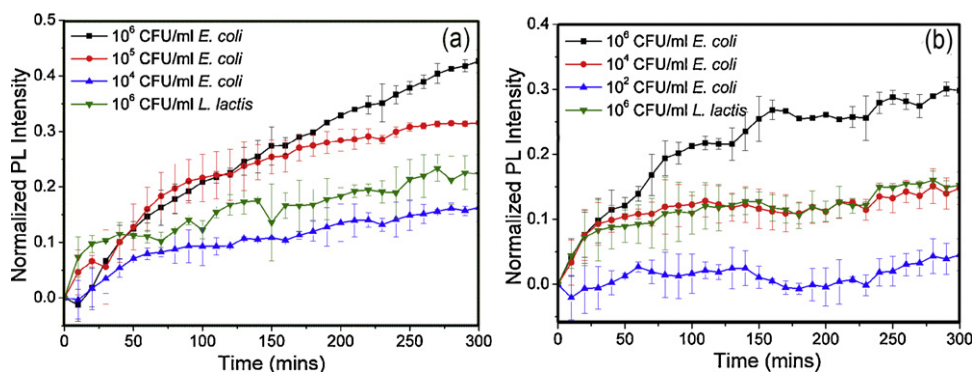 (a)
10⁶ CFU/ml E. coli
10⁵ CFU/ml E. coli
10⁴ CFU/ml E. coli
10⁶ CFU/ml L. lactis
Normalized PL Intensity
0.5
0.4
0.3
0.2
0.1
0.0
0 50 100 150 200 250 300
Time (mins)
(b)
10⁶ CFU/ml E. coli
10⁴ CFU/ml E. coli
10² CFU/ml E. coli
10⁶ CFU/ml L. lactis
Normalized PL Intensity
0.4
0.3
0.2
0.1
0.0
0 50 100 150 200 250 300
Time (mins)